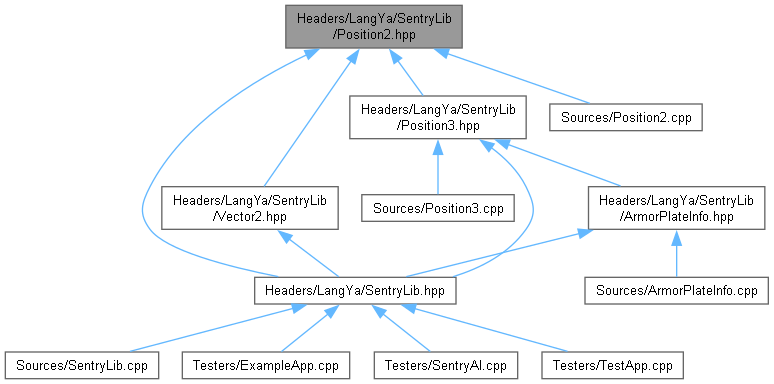 Headers/LangYa/SentryLib
/Position2.hpp
Headers/LangYa/SentryLib
/Position3.hpp
Sources/Position2.cpp
Headers/LangYa/SentryLib
/Vector2.hpp
Sources/Position3.cpp
Headers/LangYa/SentryLib
/ArmorPlateInfo.hpp
Headers/LangYa/SentryLib.hpp
Sources/ArmorPlateInfo.cpp
Sources/SentryLib.cpp
Testers/ExampleApp.cpp
Testers/SentryAI.cpp
Testers/TestApp.cpp